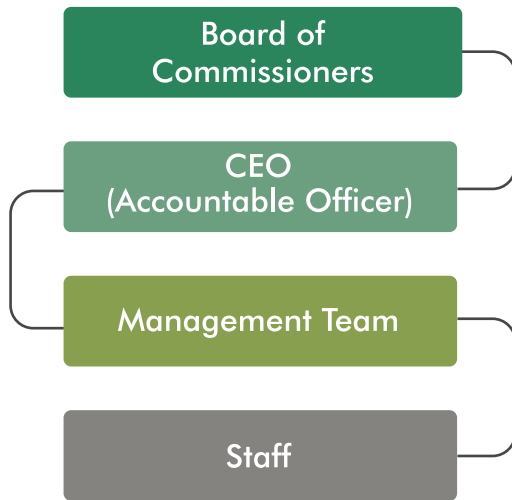 Board of
Commissioners
CEO
(Accountable Officer)
Management Team
Staff